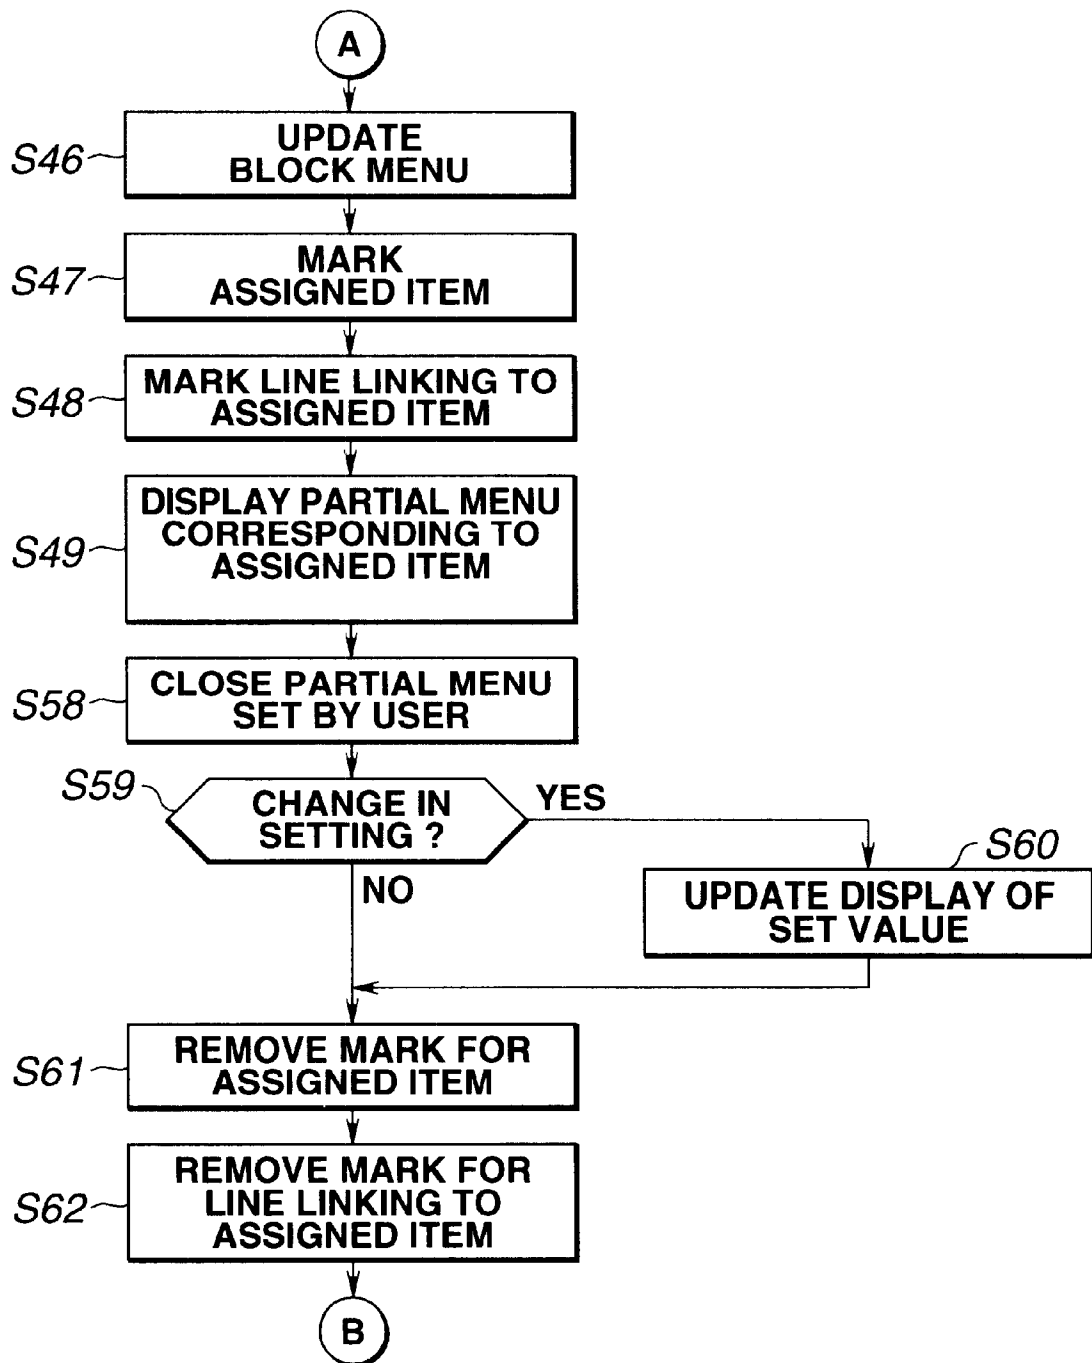 A
S46
UPDATE
BLOCK MENU
S47
MARK
ASSIGNED ITEM
S48
MARK LINE LINKING TO
ASSIGNED ITEM
S49
DISPLAY PARTIAL MENU
CORRESPONDING TO
ASSIGNED ITEM
S58
CLOSE PARTIAL MENU
SET BY USER
S59
CHANGE IN
SETTING ?
YES
NO
S60
UPDATE DISPLAY OF
SET VALUE
S61
REMOVE MARK FOR
ASSIGNED ITEM
S62
REMOVE MARK FOR
LINE LINKING TO
ASSIGNED ITEM
B